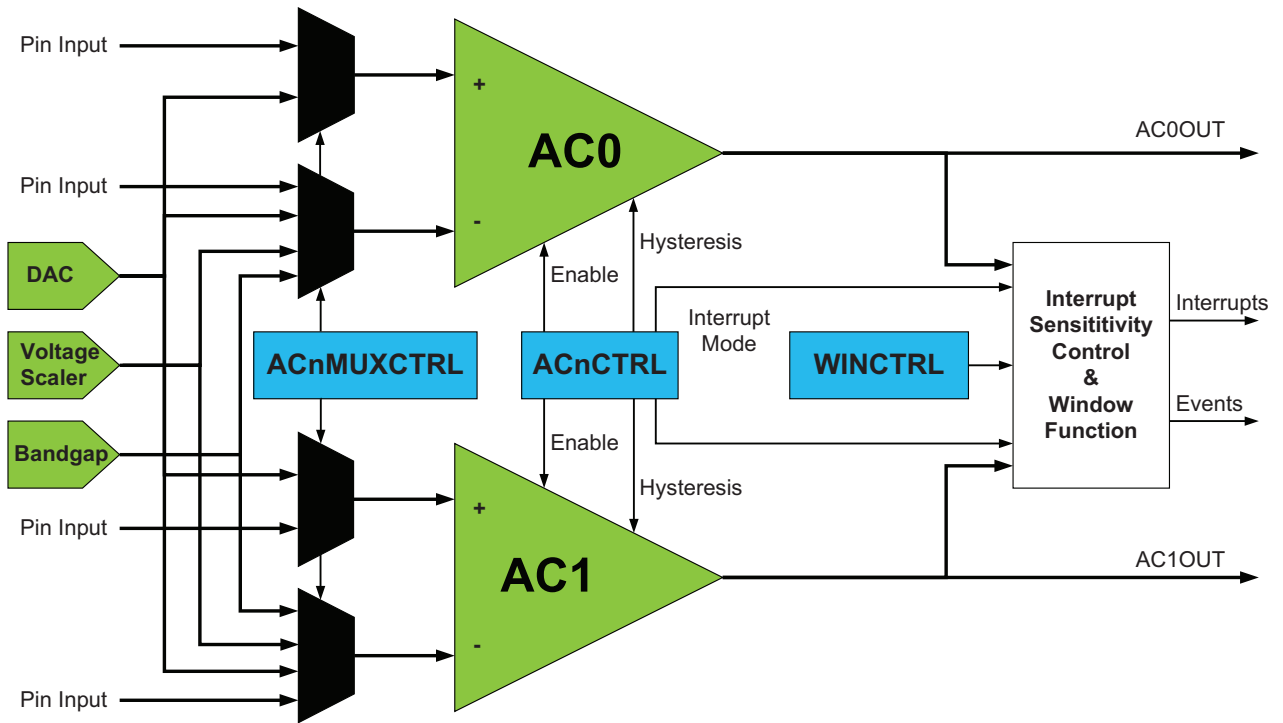 Pin Input
+
AC0
AC0OUT
Pin Input
-
Hysteresis
DAC
Enable
Interrupt
Sensititivity
Control
&
Window
Function
Interrupts
Interrupt
Mode
Voltage
Scaler
ACnMUXCTRL
ACnCTRL
WINCTRL
Events
Bandgap
Enable
Hysteresis
Pin Input
+
AC1
AC1OUT
-
Pin Input